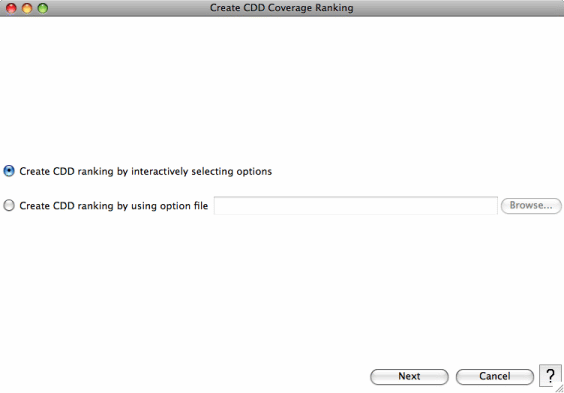 Create CDD Coverage Ranking
Create CDD ranking by interactively selecting options
Create CDD ranking by using option file Browse...
Next Cancel ?